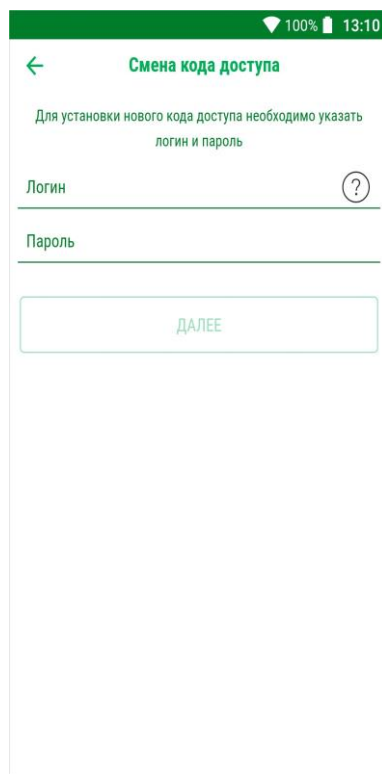 100% 13:10
Смена кода доступа
Для установки нового кода доступа необходимо указать
логин и пароль
Логин ?
Пароль
ДАЛЕЕ